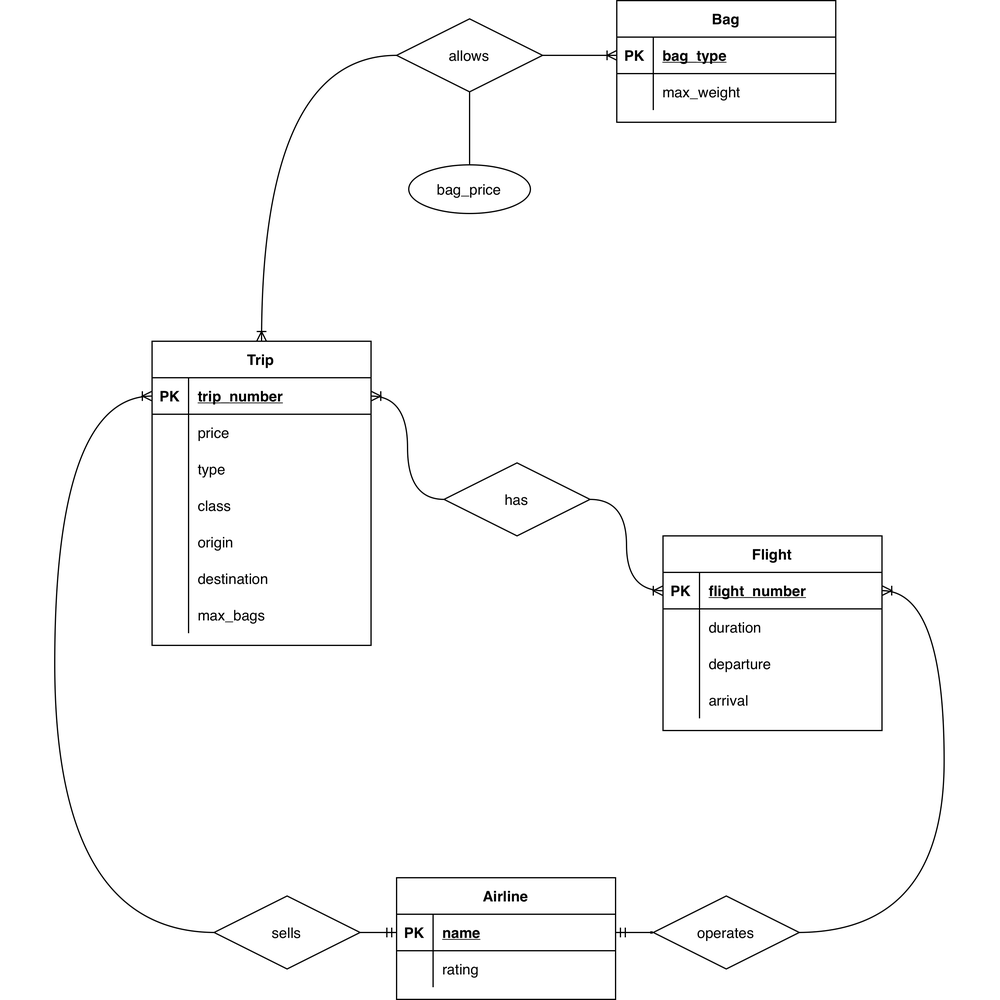 Bag
allows
PK bag_type
max_weight
bag_price
Trip
PK trip_number
price
type
class
origin
destination
max_bags
has
Flight
PK flight_number
duration
departure
arrival
Airline
sells
PK name
operates
rating